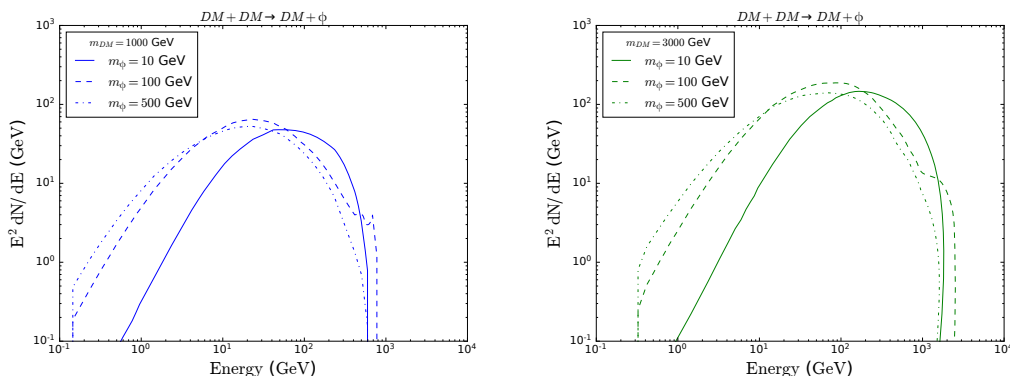 DM + DM → DM + ϕ
m_DM = 1000 GeV
m_ϕ = 10 GeV
m_ϕ = 100 GeV
m_ϕ = 500 GeV
10^3
10^2
10^1
10^0
10^-1
E^2 dN/dE (GeV)
10^-1 10^0 10^1 10^2 10^3 10^4
Energy (GeV)
DM + DM → DM + ϕ
m_DM = 3000 GeV
m_ϕ = 10 GeV
m_ϕ = 100 GeV
m_ϕ = 500 GeV
10^3
10^2
10^1
10^0
10^-1
E^2 dN/dE (GeV)
10^-1 10^0 10^1 10^2 10^3 10^4
Energy (GeV)